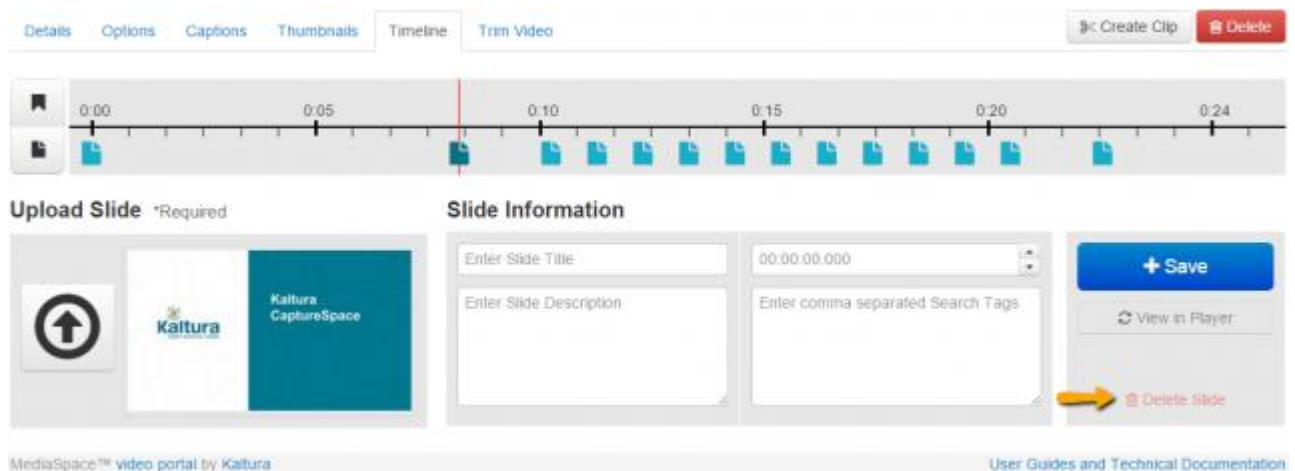 Details Options Captions Thumbnails Timeline Trim Video Create Clip Delete
0:00 0:05 0:10 0:15 0:20 0:24
Upload Slide *Required
Slide Information
Kaltura
Kaltura
CaptureSpace
Enter Slide Title
00:00:00.000
Enter Slide Description
Enter comma separated Search Tags
+ Save
View in Player
Delete Slide
MediaSpace™ video portal by Kaltura
User Guides and Technical Documentation